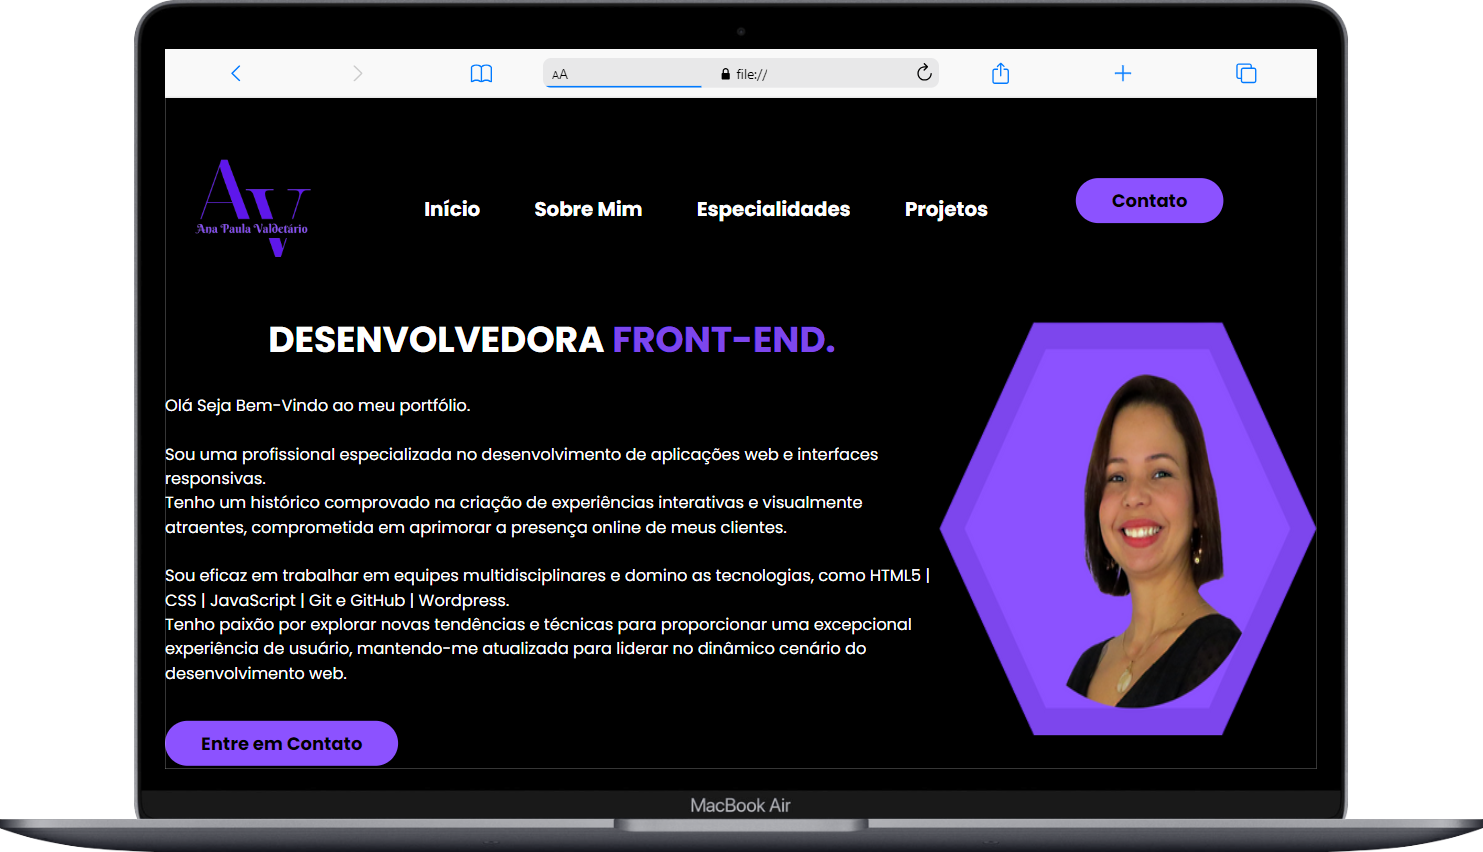 AA
file://
AV
Ana Paula Valdetário
Início
Sobre Mim
Especialidades
Projetos
Contato
DESENVOLVEDORA FRONT-END.
Olá Seja Bem-Vindo ao meu portfólio.
Sou uma profissional especializada no desenvolvimento de aplicações web e interfaces
responsivas.
Tenho um histórico comprovado na criação de experiências interativas e visualmente
atraentes, comprometida em aprimorar a presença online de meus clientes.
Sou eficaz em trabalhar em equipes multidisciplinares e domino as tecnologias, como HTML5 |
CSS | JavaScript | Git e GitHub | Wordpress.
Tenho paixão por explorar novas tendências e técnicas para proporcionar uma excepcional
experiência de usuário, mantendo-me atualizada para liderar no dinâmico cenário do
desenvolvimento web.
Entre em Contato
MacBook Air